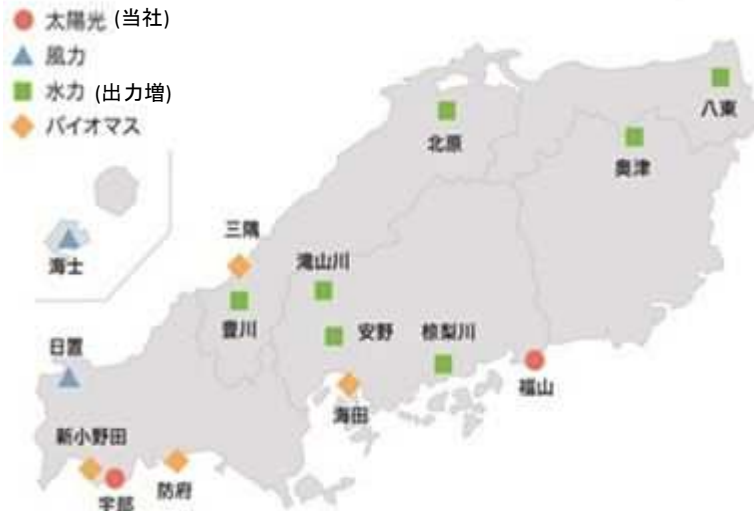 太陽光 (当社)
風力
水力 (出力増)
バイオマス
八東
北原
奥津
海士
三隅
滝山川
豊川
安野
椋梨川
日置
福山
海田
新小野田
宇部
防府